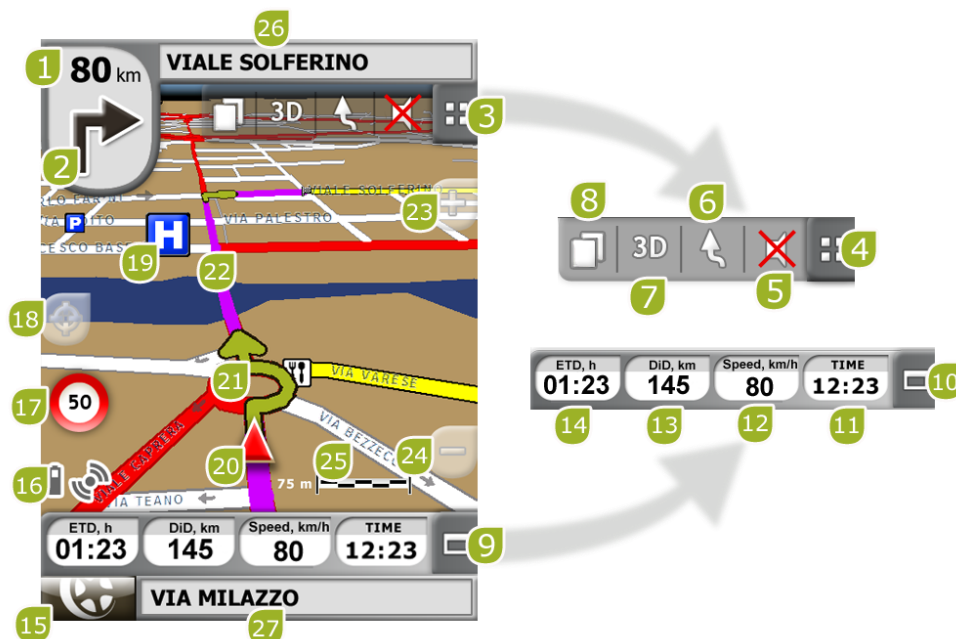 26
1
80 km
VIALE SOLFERINO
3D
3
2
VIALE SOLFERINO
23
P
VIA PALESTRO
H
19
22
18
21
VIA VARESE
17
50
VIALE CAPRERA
VIA BEZZECC
20
25
24
75 m
16
VIA TEANO
ETD, h
DiD, km
Speed, km/h
TIME
01:23
145
80
12:23
9
15
VIA MILAZZO
27
8
6
3D
4
7
5
ETD, h
DiD, km
Speed, km/h
TIME
01:23
145
80
12:23
10
14
13
12
11